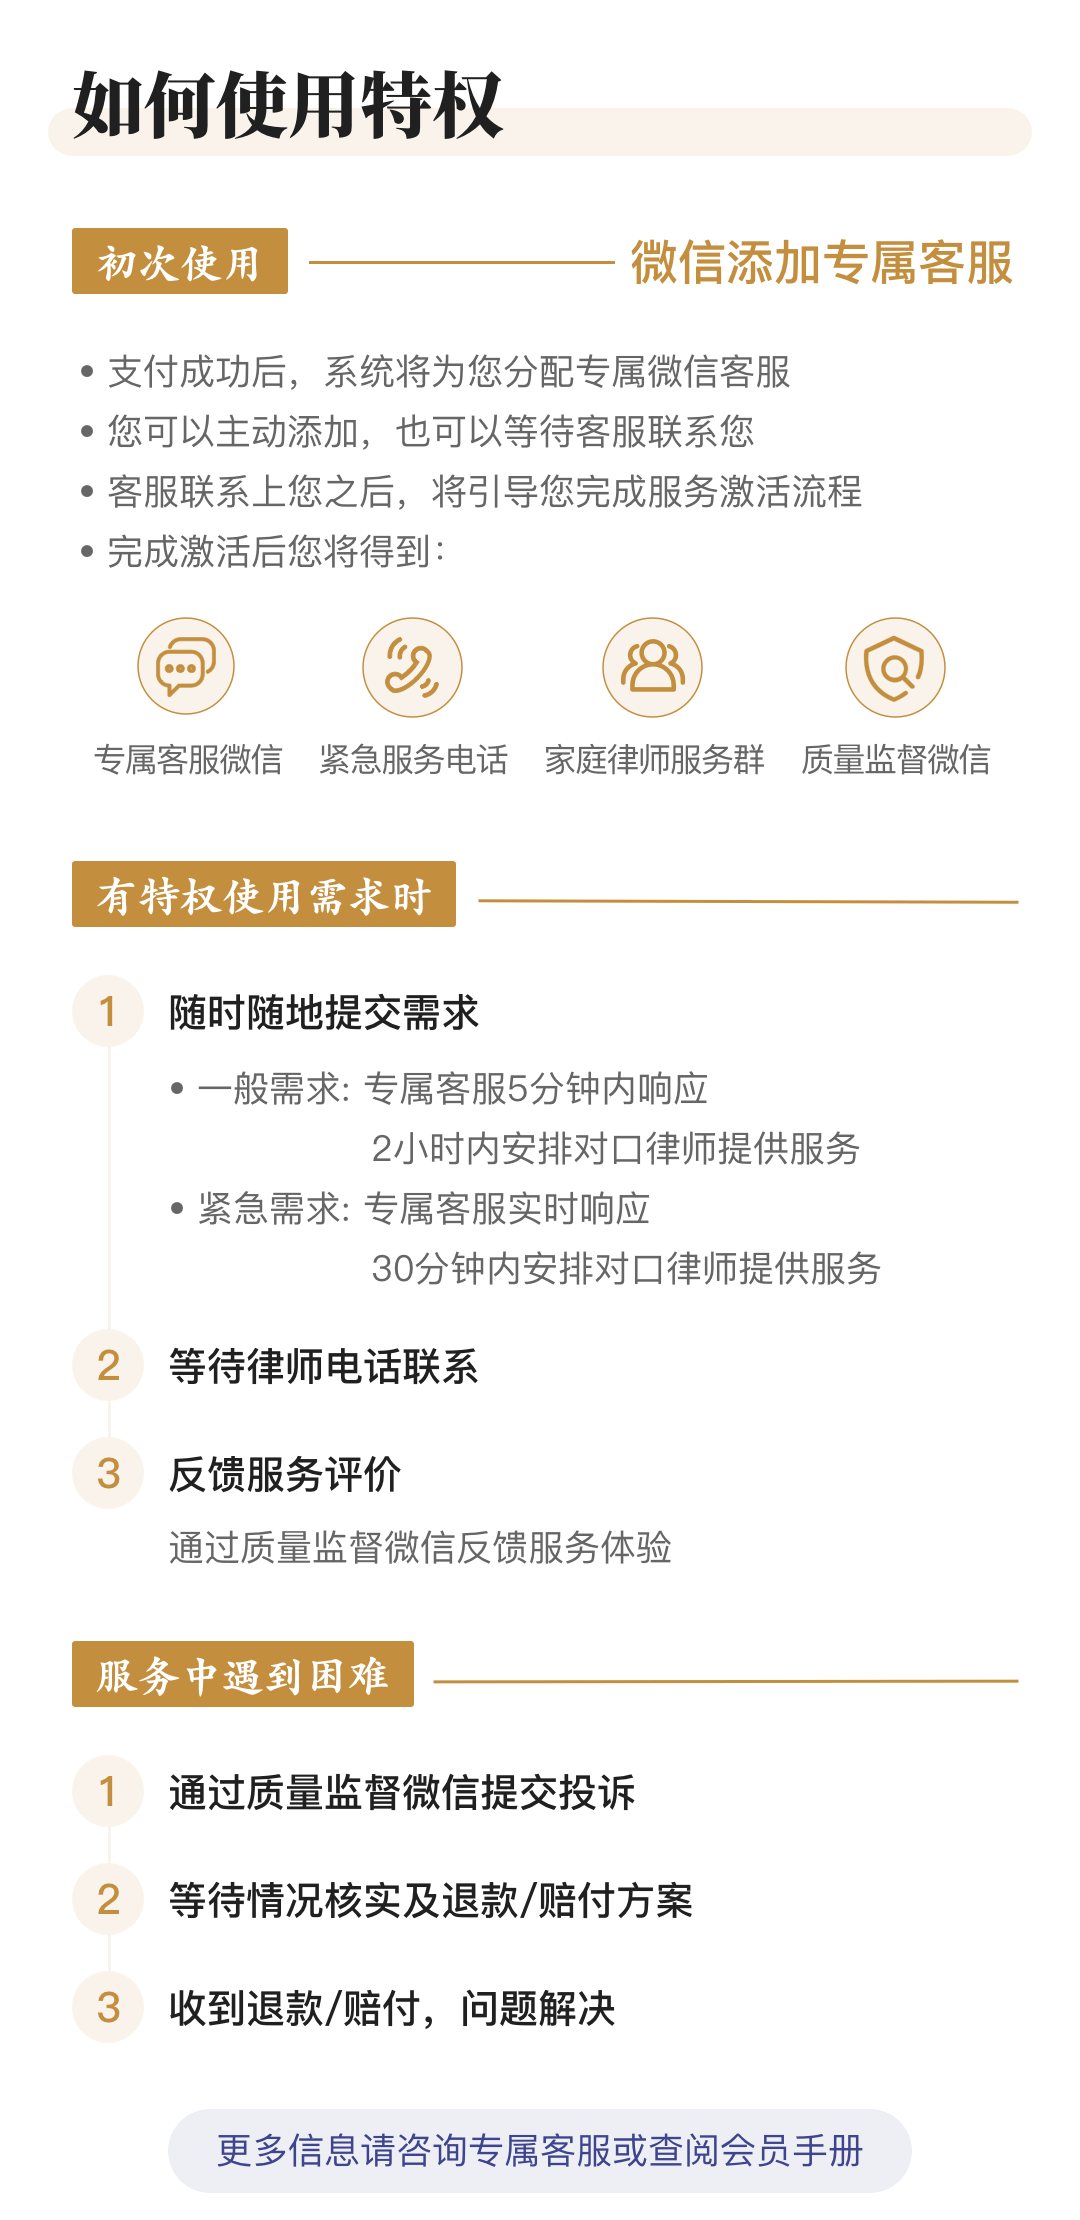 如何使用特权
初次使用
微信添加专属客服
• 支付成功后，系统将为您分配专属微信客服
• 您可以主动添加，也可以等待客服联系您
• 客服联系上您之后，将引导您完成服务激活流程
• 完成激活后您将得到：
专属客服微信 紧急服务电话 家庭律师服务群 质量监督微信
有特权使用需求时
1 随时随地提交需求
• 一般需求：专属客服5分钟内响应
2小时内安排对口律师提供服务
• 紧急需求：专属客服实时响应
30分钟内安排对口律师提供服务
2 等待律师电话联系
3 反馈服务评价
通过质量监督微信反馈服务体验
服务中遇到困难
1 通过质量监督微信提交投诉
2 等待情况核实及退款/赔付方案
3 收到退款/赔付，问题解决
更多信息请咨询专属客服或查阅会员手册